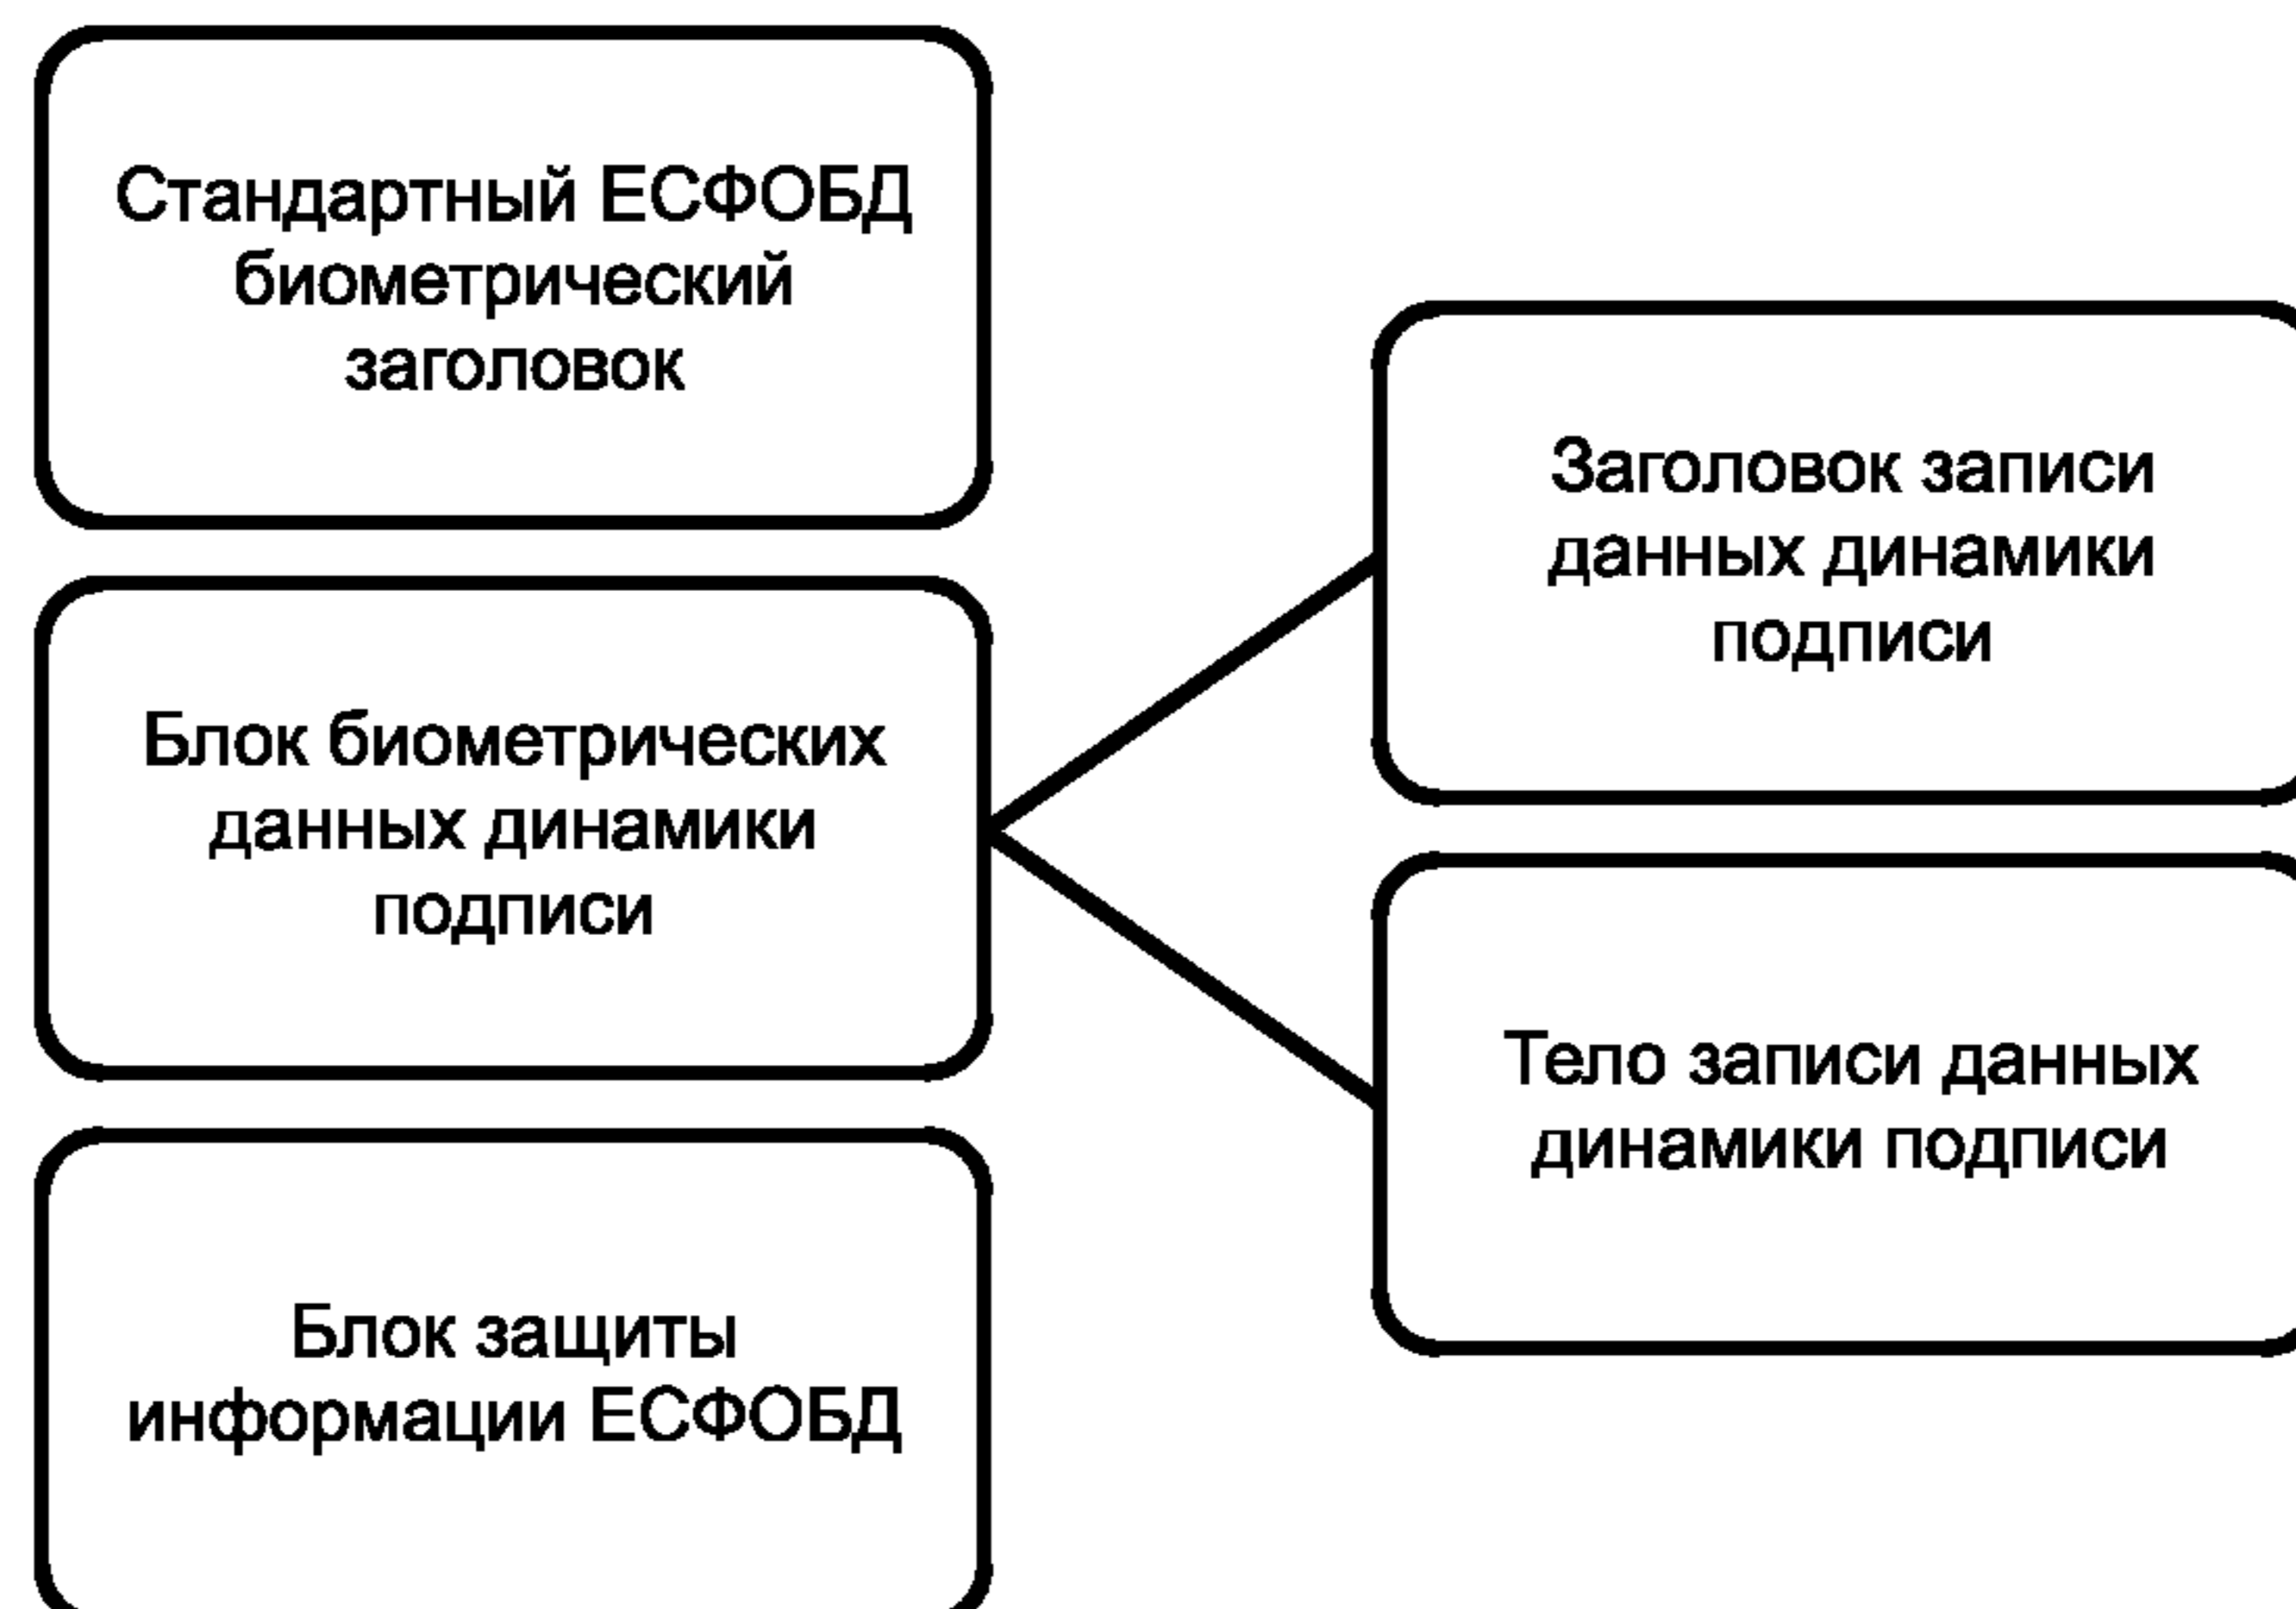 Стандартный ЕСФОБД
биометрический
заголовок
Блок биометрических
данных динамики
подписи
Блок защиты
информации ЕСФОБД
Заголовок записи
данных динамики
подписи
Тело записи данных
динамики подписи